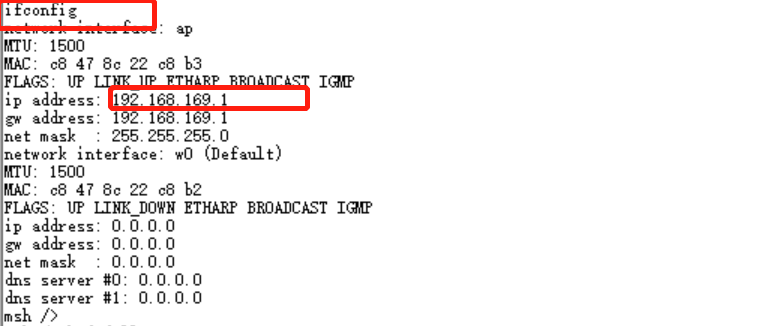 ifconfig
network interface: ap
MTU: 1500
MAC: c8 47 8c 22 c8 b3
FLAGS: UP LINK_UP ETHARP BROADCAST IGMP
ip address: 192.168.169.1
gw address: 192.168.169.1
net mask  : 255.255.255.0
network interface: w0 (Default)
MTU: 1500
MAC: c8 47 8c 22 c8 b2
FLAGS: UP LINK_DOWN ETHARP BROADCAST IGMP
ip address: 0.0.0.0
gw address: 0.0.0.0
net mask  : 0.0.0.0
dns server #0: 0.0.0.0
dns server #1: 0.0.0.0
msh />